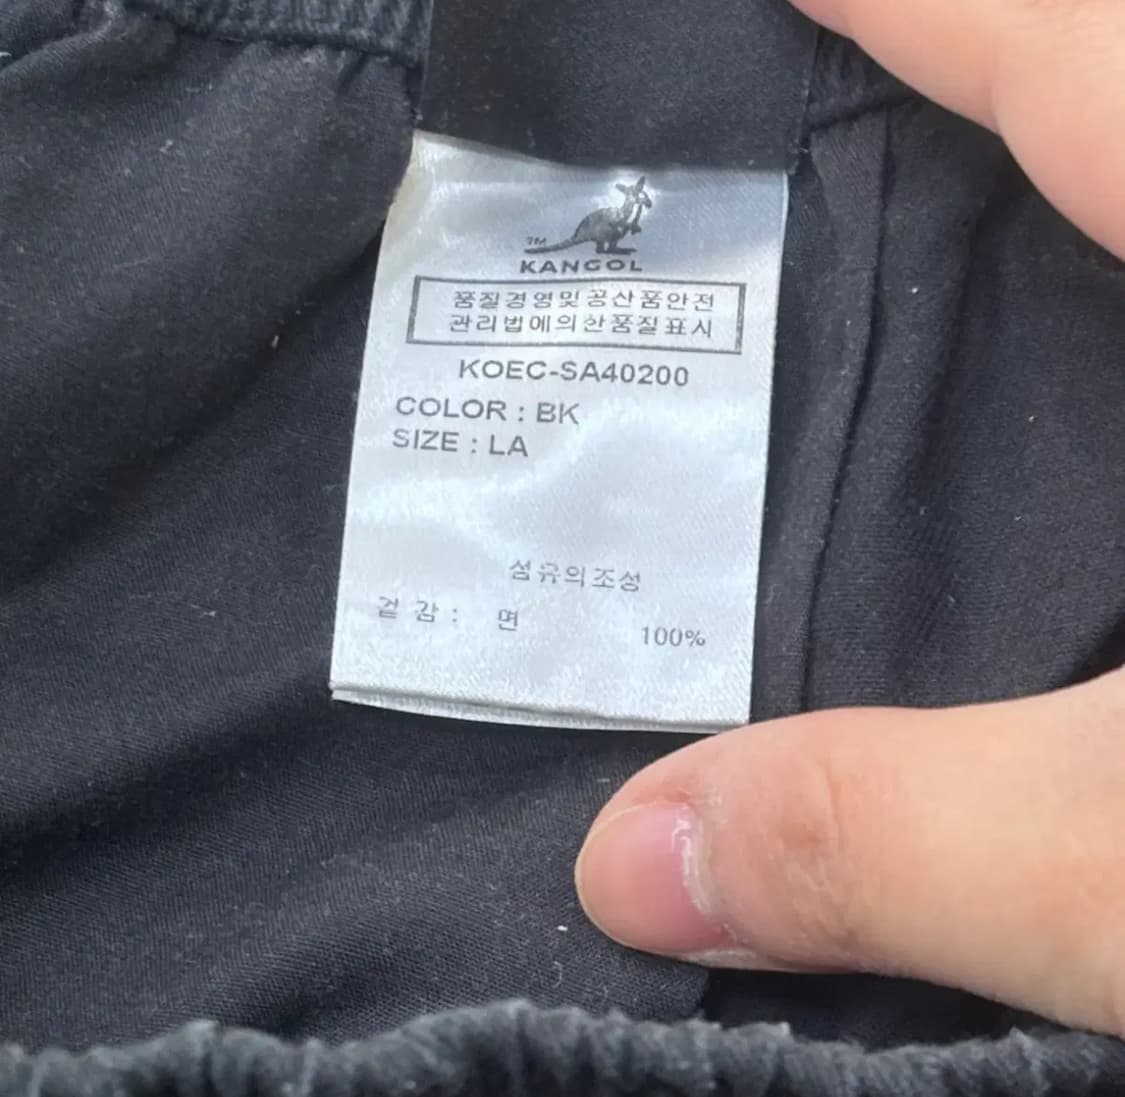 TM
KANGOL
품질경영및공산품안전
관리법에의한품질표시
KOEC-SA40200
COLOR : BK
SIZE : LA
섬유의조성
겉 감 : 면 100%